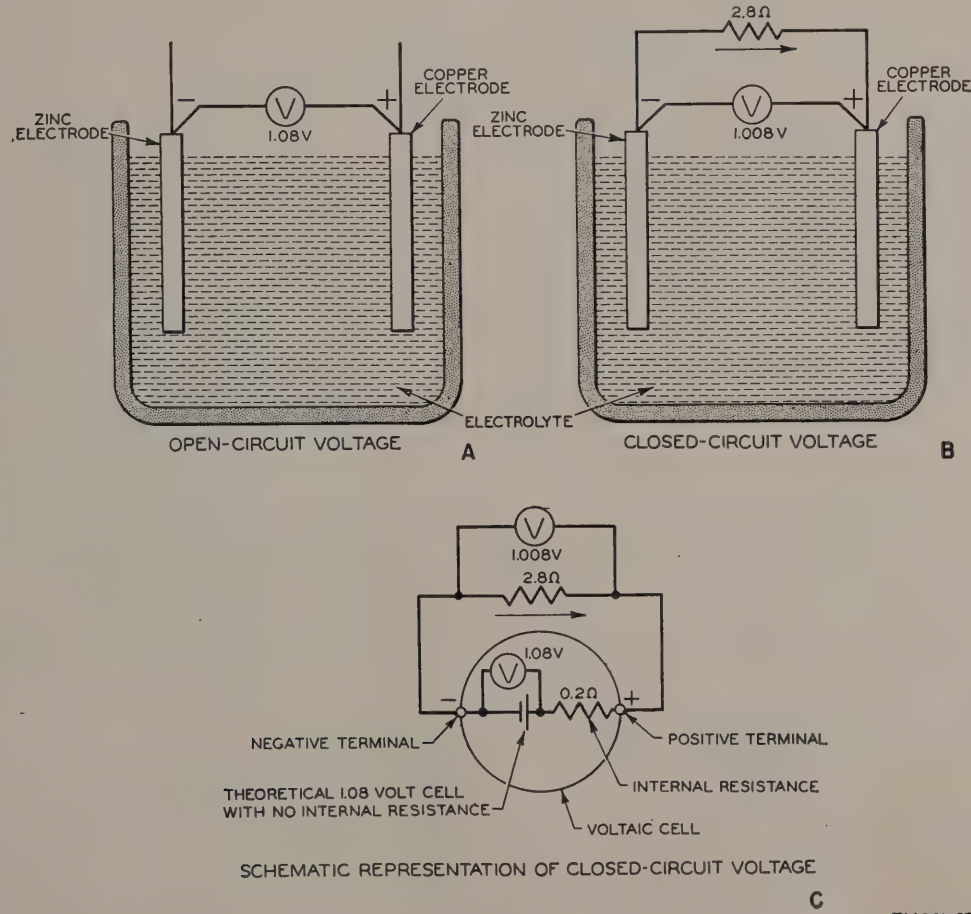 2.8Ω
COPPER
ELECTRODE
COPPER
ELECTRODE
ZINC
ELECTRODE
−
V
+
1.08V
ZINC
ELECTRODE
−
V
+
1.008V
ELECTROLYTE
OPEN-CIRCUIT VOLTAGE
A
CLOSED-CIRCUIT VOLTAGE
B
V
1.008V
2.8Ω
V
1.08V
0.2Ω
−
+
NEGATIVE TERMINAL
POSITIVE TERMINAL
THEORETICAL 1.08 VOLT CELL
WITH NO INTERNAL RESISTANCE
INTERNAL RESISTANCE
VOLTAIC CELL
SCHEMATIC REPRESENTATION OF CLOSED-CIRCUIT VOLTAGE
C